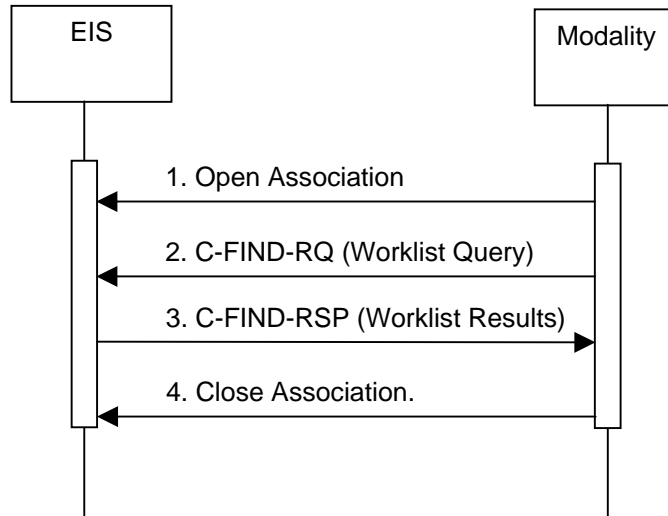 EIS
Modality
1. Open Association
2. C-FIND-RQ (Worklist Query)
3. C-FIND-RSP (Worklist Results)
4. Close Association.